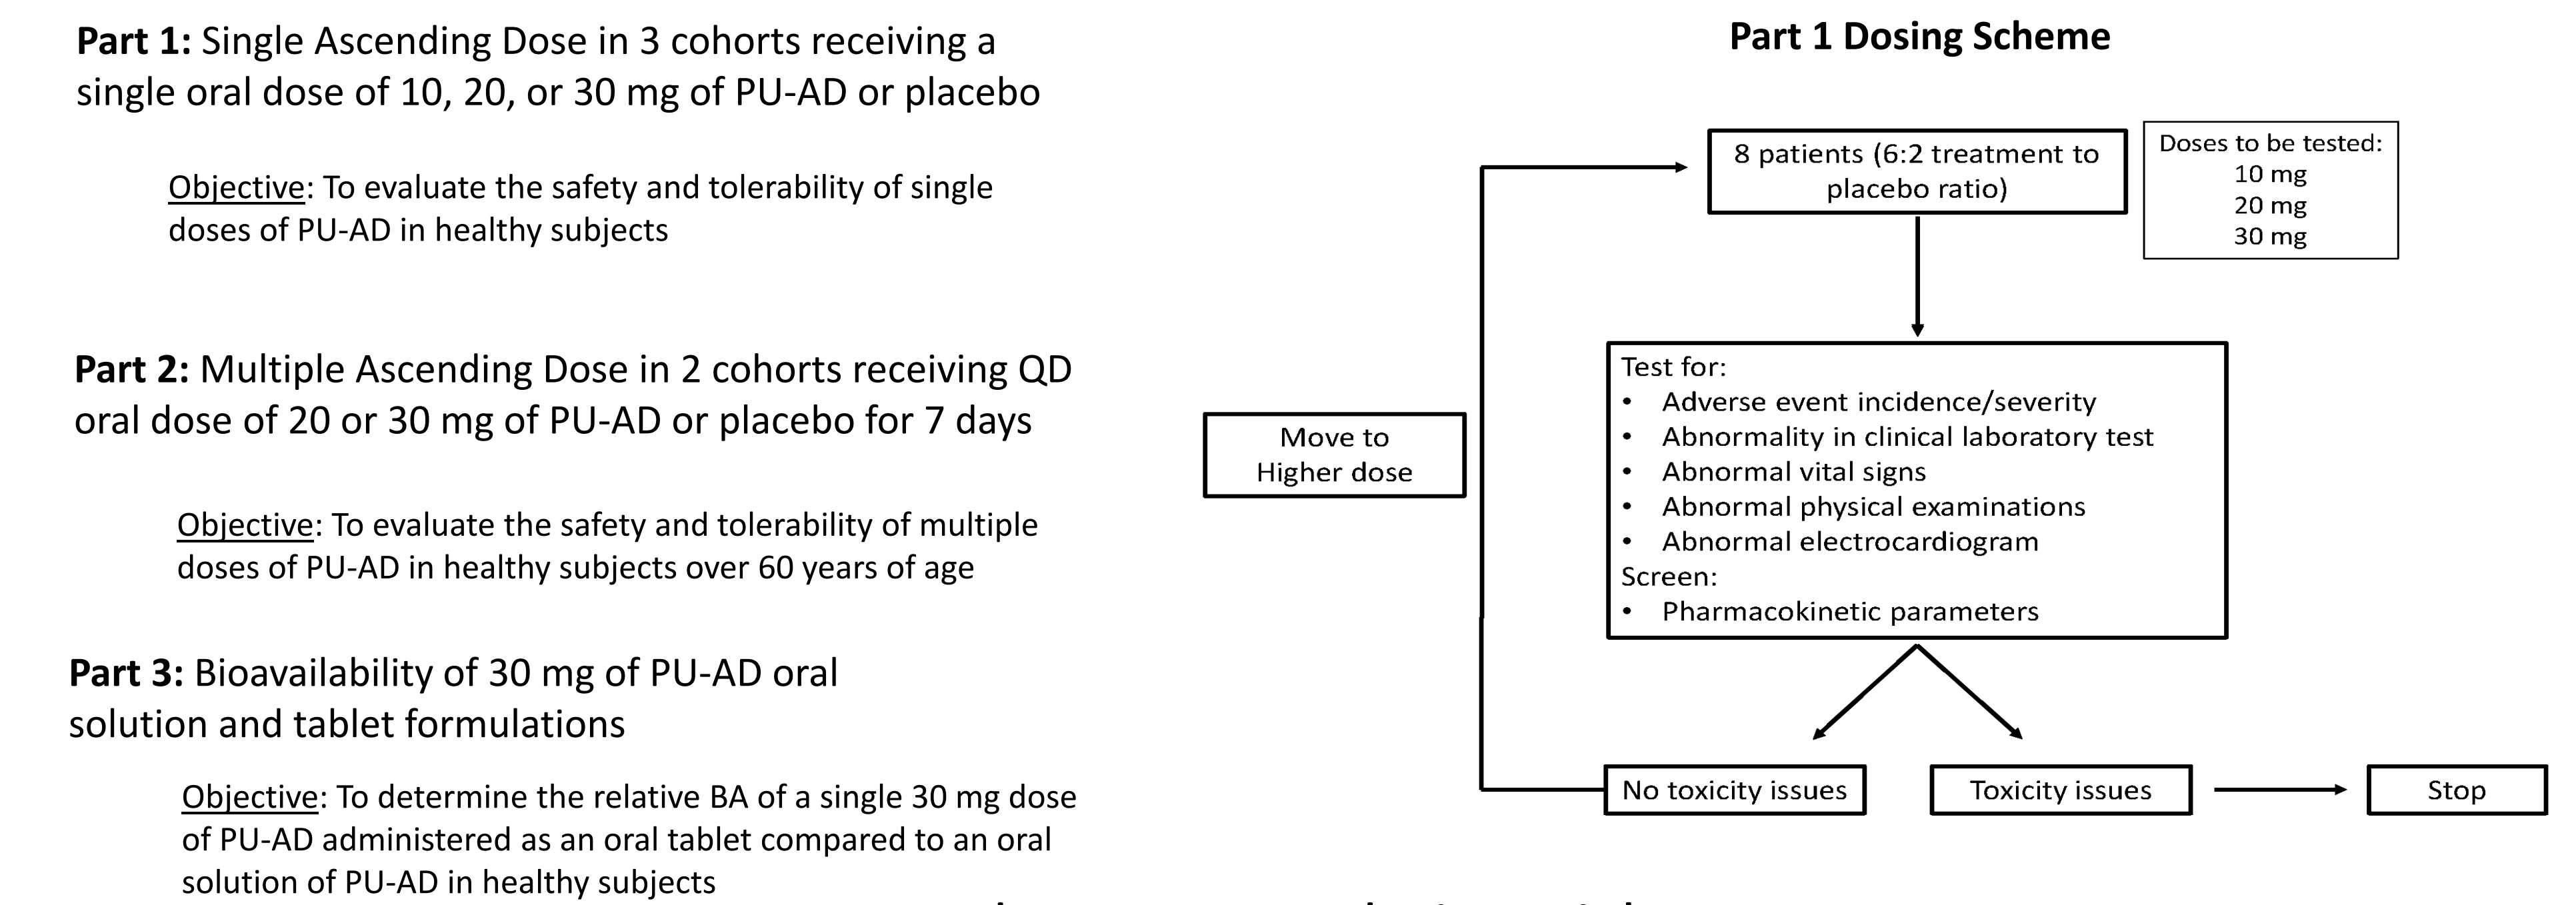 Part 1: Single Ascending Dose in 3 cohorts receiving a
single oral dose of 10, 20, or 30 mg of PU-AD or placebo
Objective: To evaluate the safety and tolerability of single
doses of PU-AD in healthy subjects
Part 2: Multiple Ascending Dose in 2 cohorts receiving QD
oral dose of 20 or 30 mg of PU-AD or placebo for 7 days
Objective: To evaluate the safety and tolerability of multiple
doses of PU-AD in healthy subjects over 60 years of age
Part 3: Bioavailability of 30 mg of PU-AD oral
solution and tablet formulations
Objective: To determine the relative BA of a single 30 mg dose
of PU-AD administered as an oral tablet compared to an oral
solution of PU-AD in healthy subjects
Part 1 Dosing Scheme
8 patients (6:2 treatment to
placebo ratio)
Doses to be tested:
10 mg
20 mg
30 mg
Test for:
• Adverse event incidence/severity
• Abnormality in clinical laboratory test
• Abnormal vital signs
• Abnormal physical examinations
• Abnormal electrocardiogram
Screen:
• Pharmacokinetic parameters
Move to
Higher dose
No toxicity issues
Toxicity issues
Stop